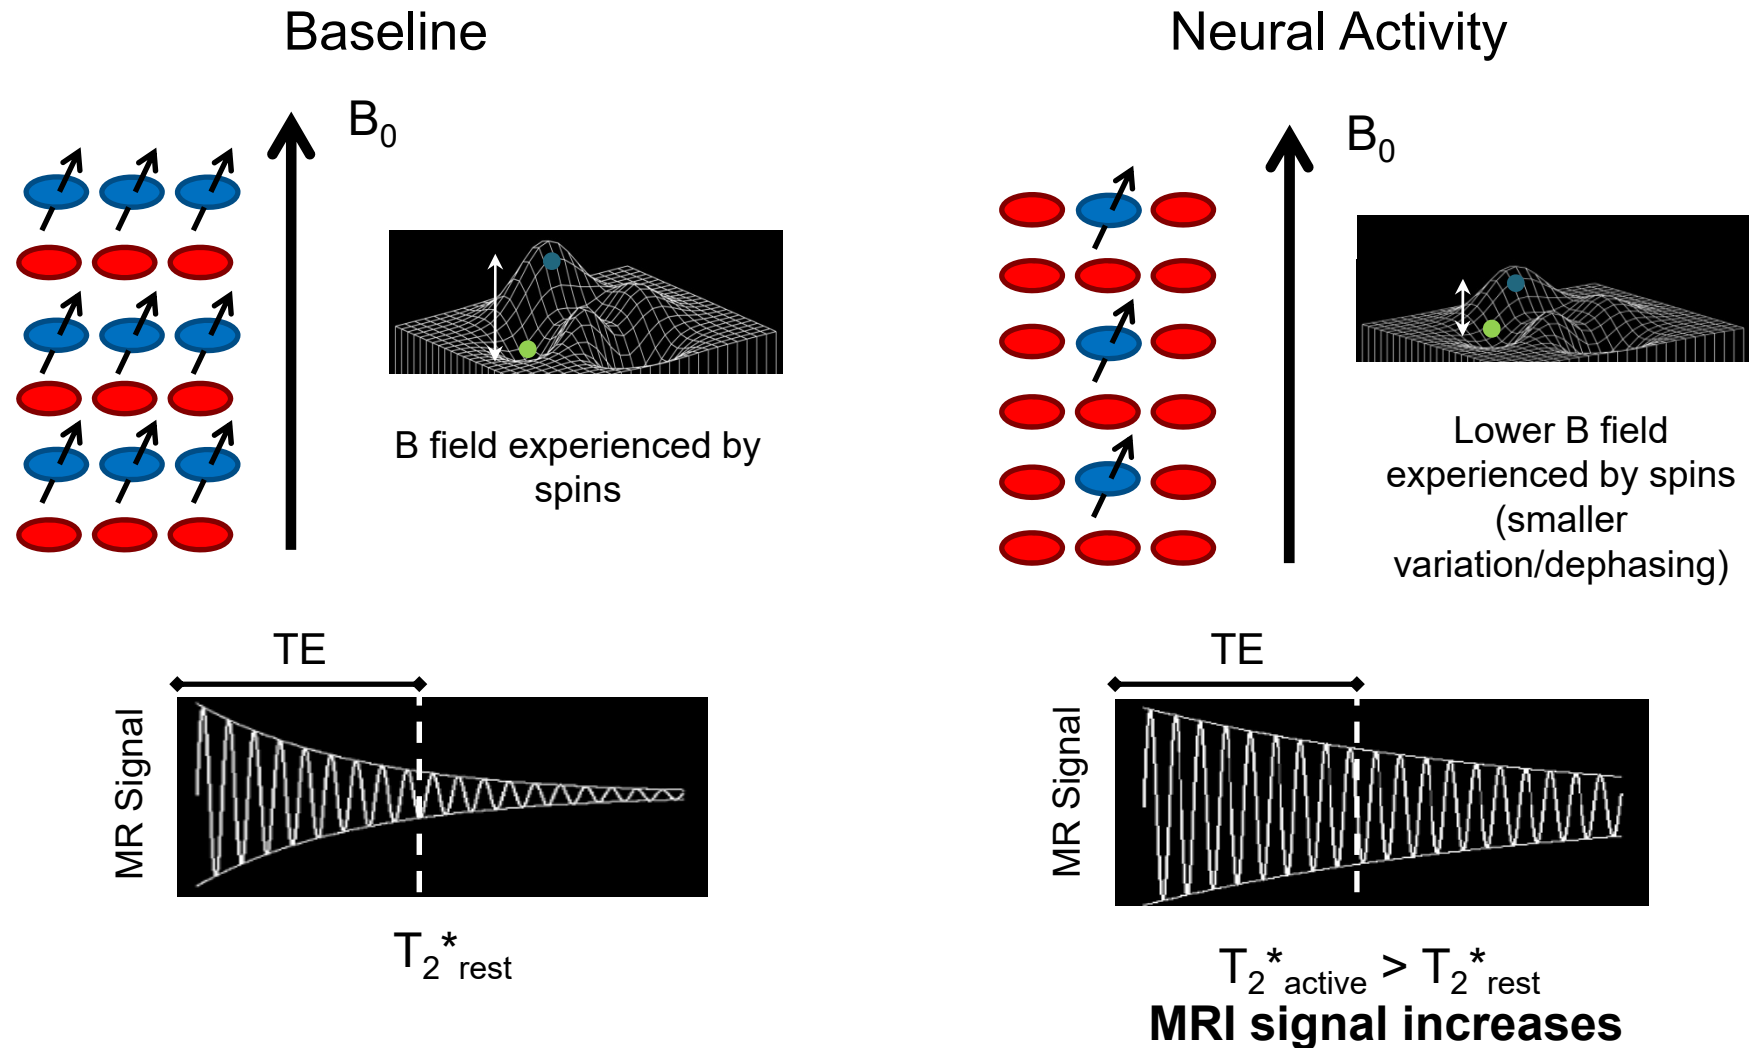 Baseline
B₀
B field experienced by
spins
TE
MR Signal
T₂*rest
Neural Activity
B₀
Lower B field
experienced by spins
(smaller
variation/dephasing)
TE
MR Signal
T₂*active > T₂*rest
MRI signal increases